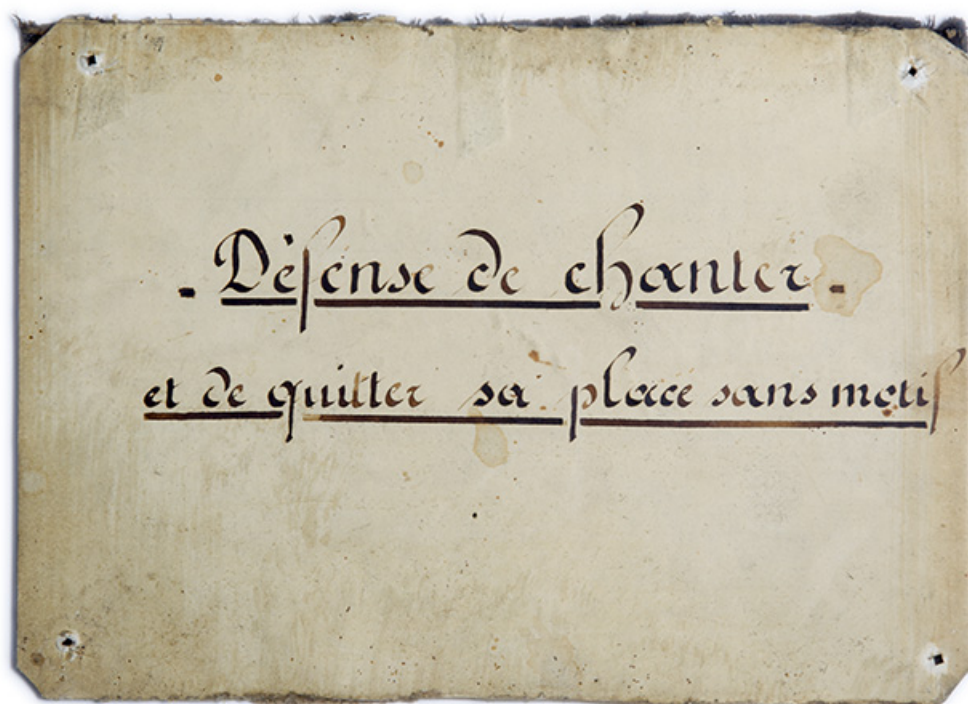 - Défense de chanter -
et de quitter sa place sans motif